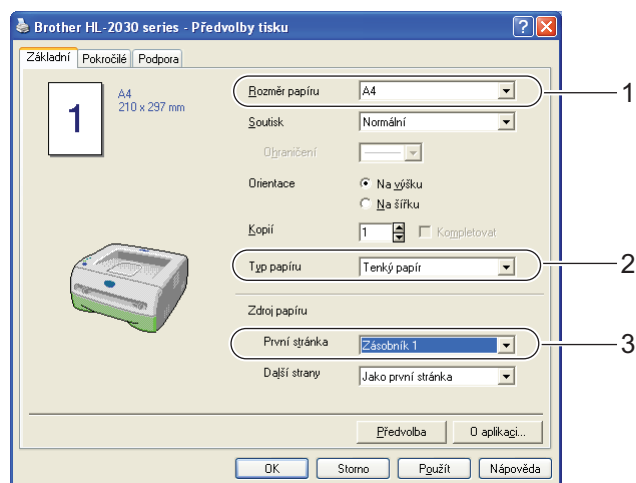 Brother HL-2030 series - Předvolby tisku
Základní Pokročilé Podpora
1
A4
210 x 297 mm
Rozměr papíru A4 1
Soutisk Normální
Ohraničení
Orientace Na výšku
Na šířku
Kopií 1 Kompletovat
Typ papíru Tenký papír 2
Zdroj papíru
První stránka Zásobník 1 3
Další strany Jako první stránka
Předvolba O aplikaci...
OK Storno Použít Nápověda